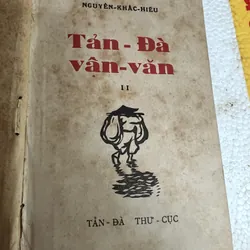 NGUYỄN-KHẮC-HIẾU
Tản-Đà
vận-văn
II
TẢN-ĐÀ THƯ-CỤC